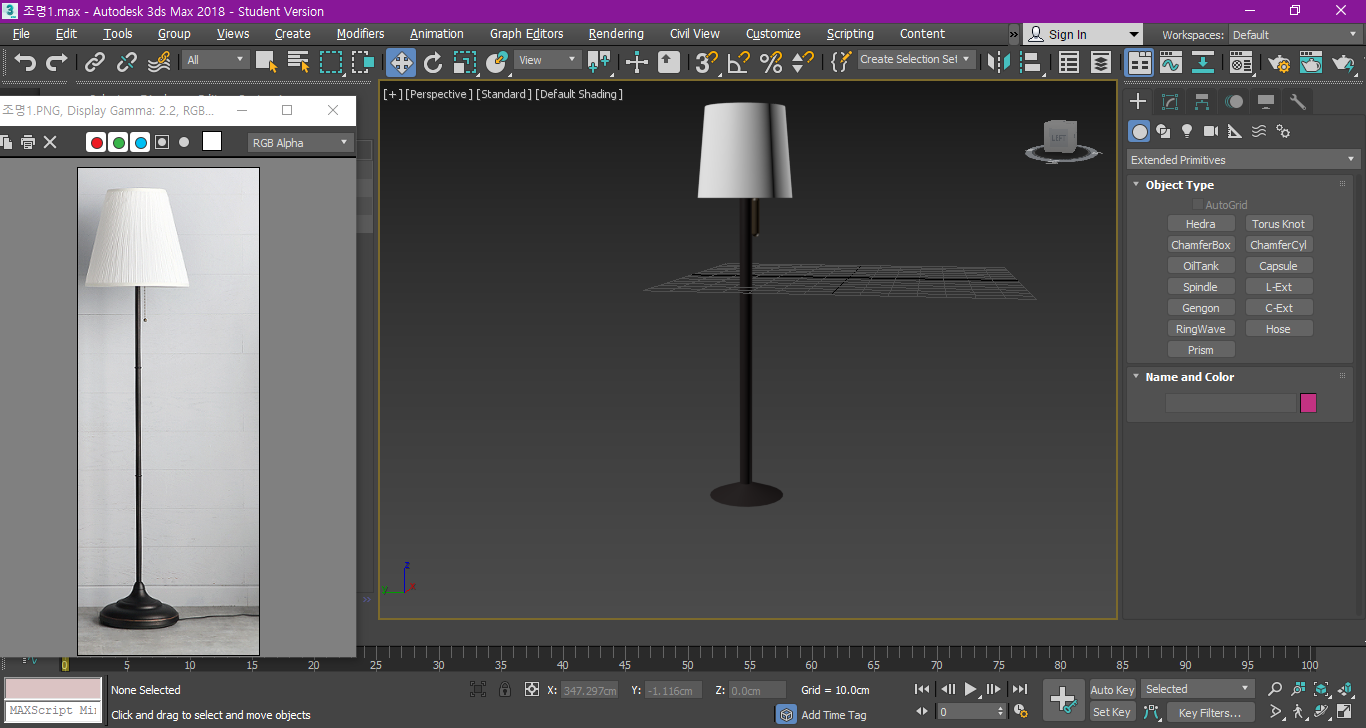 조명1.max - Autodesk 3ds Max 2018 - Student Version
File Edit Tools Group Views Create Modifiers Animation Graph Editors Rendering Civil View Customize Scripting Content » Sign In Workspaces: Default
All View Create Selection Set
조명1.PNG, Display Gamma: 2.2, RGB...
RGB Alpha
[+] [Perspective ] [Standard ] [Default Shading ]
LEFT
Extended Primitives
Object Type
AutoGrid
Hedra Torus Knot
ChamferBox ChamferCyl
OilTank Capsule
Spindle L-Ext
Gengon C-Ext
RingWave Hose
Prism
Name and Color
z
x
y
0 5 10 15 20 25 30 35 40 45 50 55 60 65 70 75 80 85 90 95 100
None Selected X: 347.297cm Y: -1.116cm Z: 0.0cm Grid = 10.0cm Auto Key Selected
MAXScript Mi Click and drag to select and move objects Add Time Tag 0 Set Key Key Filters...